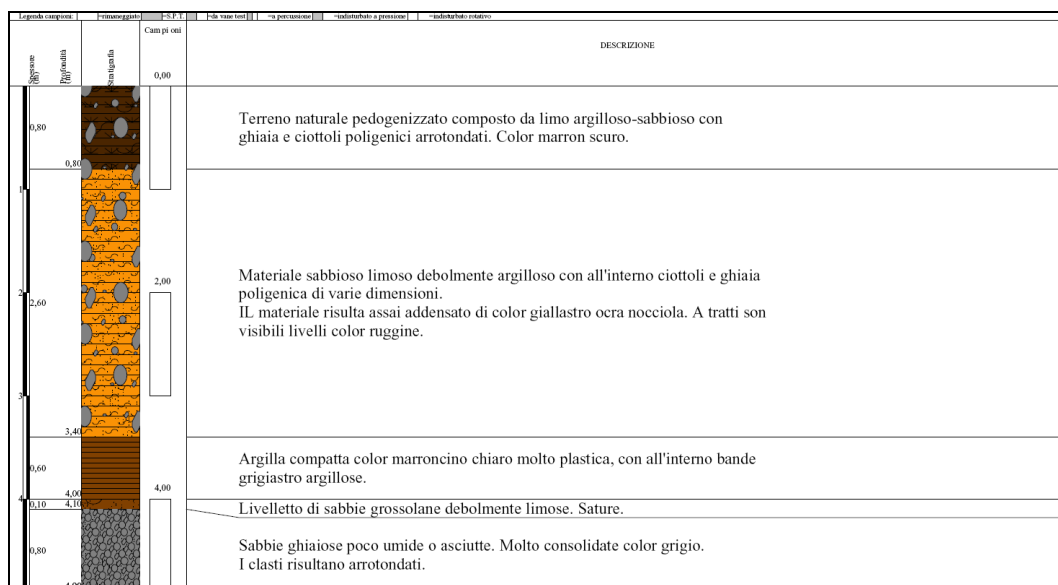 Legenda campioni: =rimaneggiato =S.P.T. =da vane test =a percussione =indisturbato a pressione =indisturbato rotativo
Spessore (m) Profondità (m) Stratigrafia Cam pi oni DESCRIZIONE
0,00
Terreno naturale pedogenizzato composto da limo argilloso-sabbioso con
0,80
ghiaia e ciottoli poligenici arrotondati. Color marron scuro.
0,80
1
Materiale sabbioso limoso debolmente argilloso con all'interno ciottoli e ghiaia
2,00
poligenica di varie dimensioni.
2
2,60
IL materiale risulta assai addensato di color giallastro ocra nocciola. A tratti son
visibili livelli color ruggine.
3
3,40
Argilla compatta color marroncino chiaro molto plastica, con all'interno bande
0,60
grigiastro argillose.
4,00
4,00
4
0,10 4,10
Livelletto di sabbie grossolane debolmente limose. Sature.
Sabbie ghiaiose poco umide o asciutte. Molto consolidate color grigio.
0,80
I clasti risultano arrotondati.